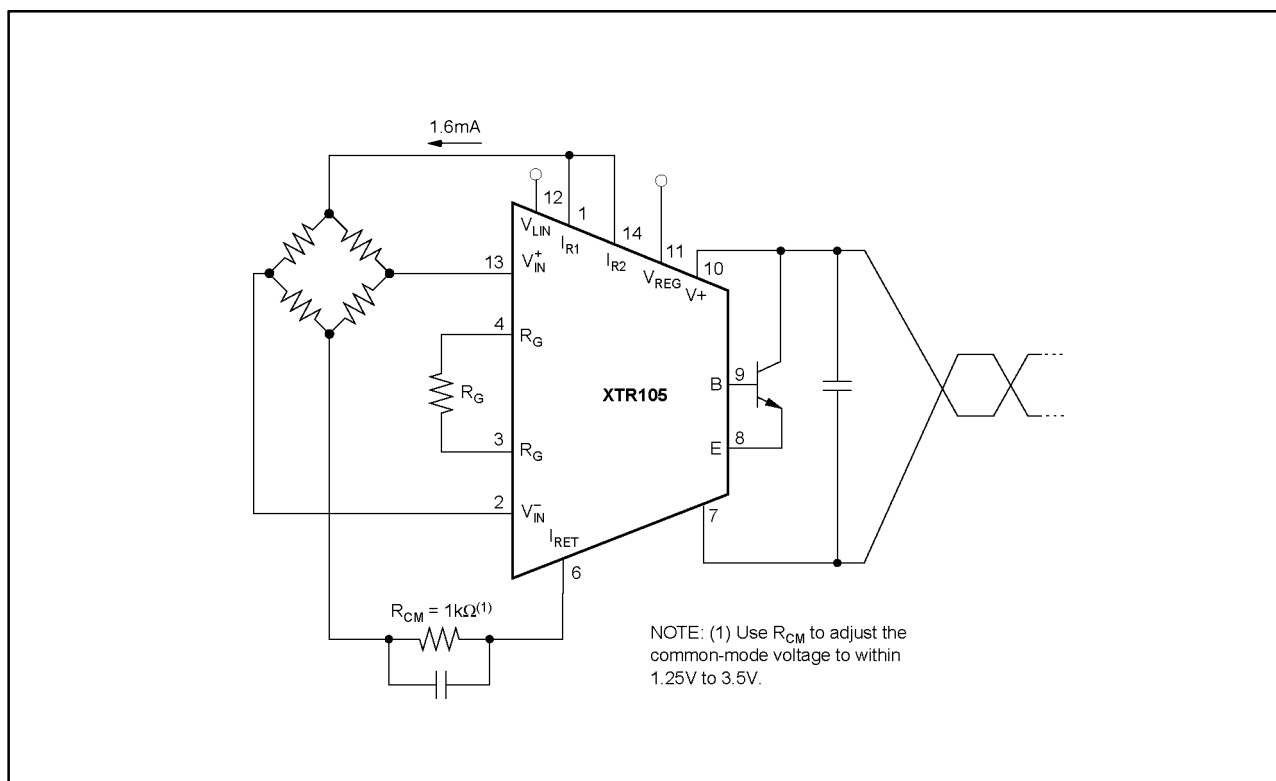 1.6mA
12
1
14
11
10
V_LIN
I_R1
I_R2
V_REG
V+
13
V_IN^+
4
R_G
R_G
XTR105
B
9
3
R_G
E
8
2
V_IN^–
I_RET
7
6
R_CM = 1kΩ(1)
NOTE: (1) Use R_CM to adjust the
common-mode voltage to within
1.25V to 3.5V.